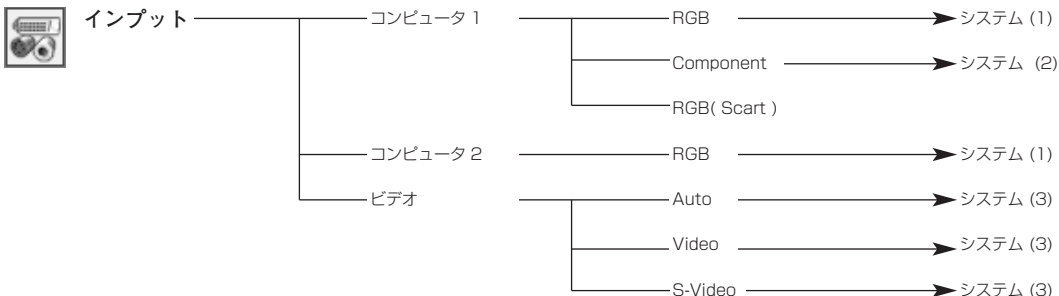 インプット コンピュータ 1 RGB システム (1)
Component システム (2)
RGB( Scart )
コンピュータ 2 RGB システム (1)
ビデオ Auto システム (3)
Video システム (3)
S-Video システム (3)